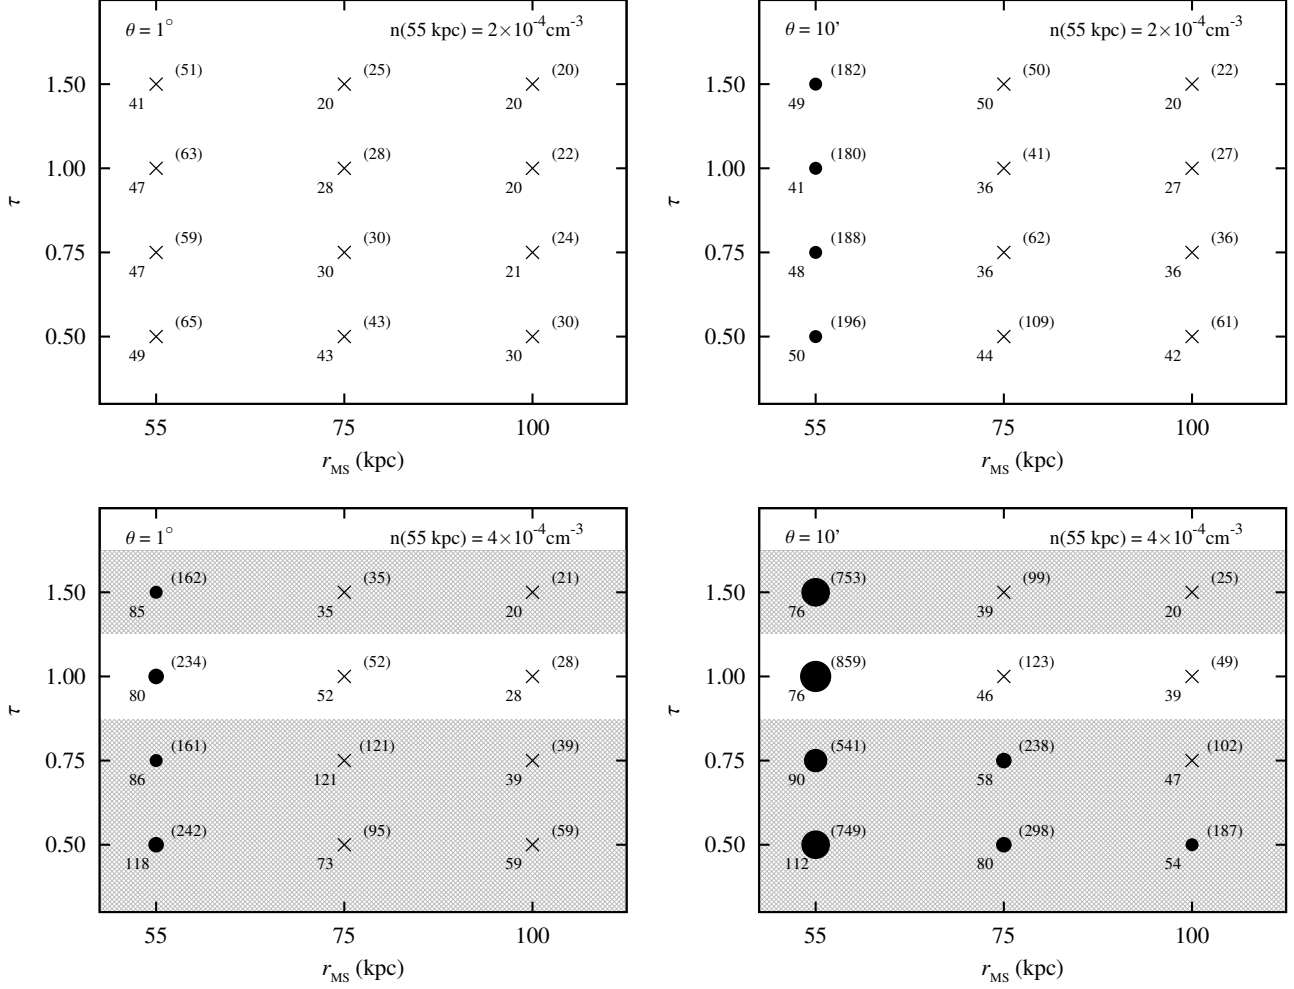 θ = 1° n(55 kpc) = 2×10⁻⁴cm⁻³
1.50 (51) (25) (20)
41 20 20
1.00 (63) (28) (22)
47 28 20
τ
0.75 (59) (30) (24)
47 30 21
0.50 (65) (43) (30)
49 43 30
55 75 100
r_MS (kpc)
θ = 10' n(55 kpc) = 2×10⁻⁴cm⁻³
1.50 (182) (50) (22)
49 50 20
1.00 (180) (41) (27)
41 36 27
τ
0.75 (188) (62) (36)
48 36 36
0.50 (196) (109) (61)
50 44 42
55 75 100
r_MS (kpc)
θ = 1° n(55 kpc) = 4×10⁻⁴cm⁻³
1.50 (162) (35) (21)
85 35 20
1.00 (234) (52) (28)
80 52 28
τ
0.75 (161) (121) (39)
86 121 39
0.50 (242) (95) (59)
118 73 59
55 75 100
r_MS (kpc)
θ = 10' n(55 kpc) = 4×10⁻⁴cm⁻³
1.50 (753) (99) (25)
76 39 20
1.00 (859) (123) (49)
76 46 39
τ
0.75 (541) (238) (102)
90 58 47
0.50 (749) (298) (187)
112 80 54
55 75 100
r_MS (kpc)